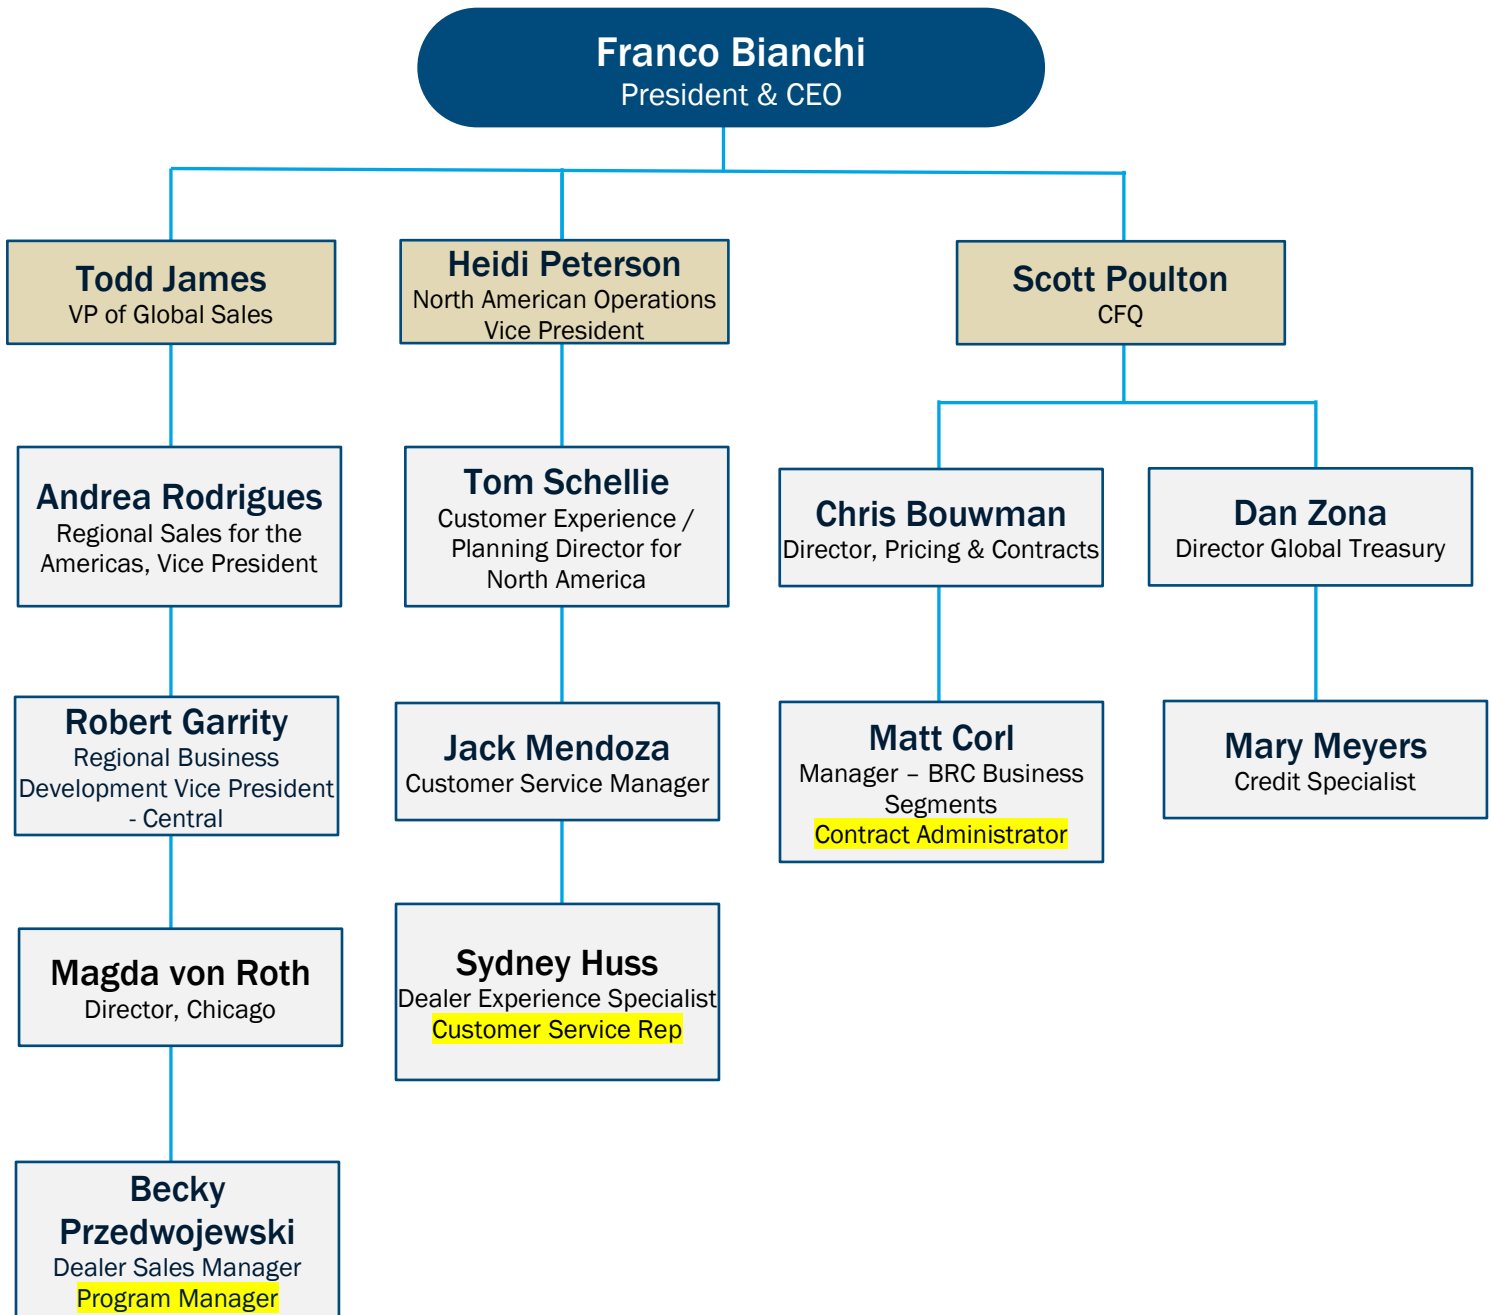 Franco Bianchi
President & CEO
Todd James
VP of Global Sales
Heidi Peterson
North American Operations
Vice President
Scott Poulton
CFQ
Andrea Rodrigues
Regional Sales for the
Americas, Vice President
Tom Schellie
Customer Experience /
Planning Director for
North America
Chris Bouwman
Director, Pricing & Contracts
Dan Zona
Director Global Treasury
Robert Garrity
Regional Business
Development Vice President
- Central
Jack Mendoza
Customer Service Manager
Matt Corl
Manager – BRC Business
Segments
Contract Administrator
Mary Meyers
Credit Specialist
Magda von Roth
Director, Chicago
Sydney Huss
Dealer Experience Specialist
Customer Service Rep
Becky
Przedwojewski
Dealer Sales Manager
Program Manager